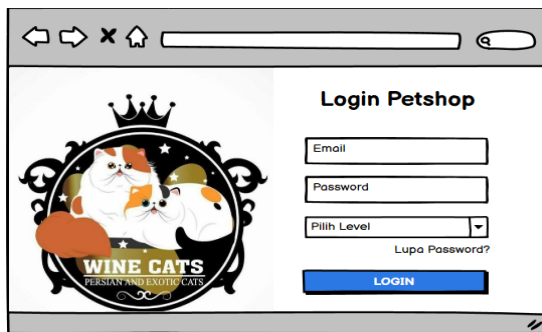 Login Petshop
Email
Password
Pilih Level
Lupa Password?
LOGIN
WINE CATS
PERSIAN AND EXOTIC CATS